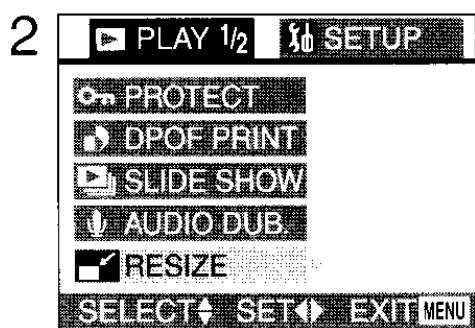 2
PLAY 1/2 SETUP
PROTECT
DPOF PRINT
SLIDE SHOW
AUDIO DUB.
RESIZE
SELECT SET EXIT MENU